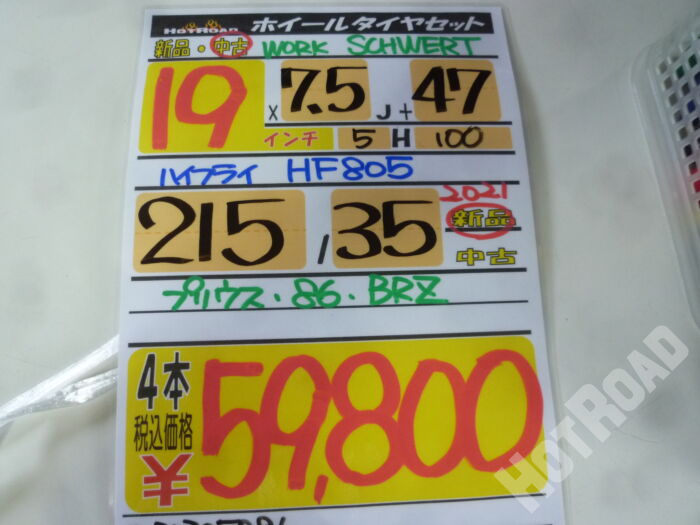 HOTROAD ホイールタイヤセット
新品・中古 WORK SCHWERT
19 × 7.5 J+ 47
インチ 5 H 100
ハイフライ HF805
2021
215 / 35 新品
中古
プリウス・86・BRZ
4本
税込価格
¥ 59,800
HOTROAD